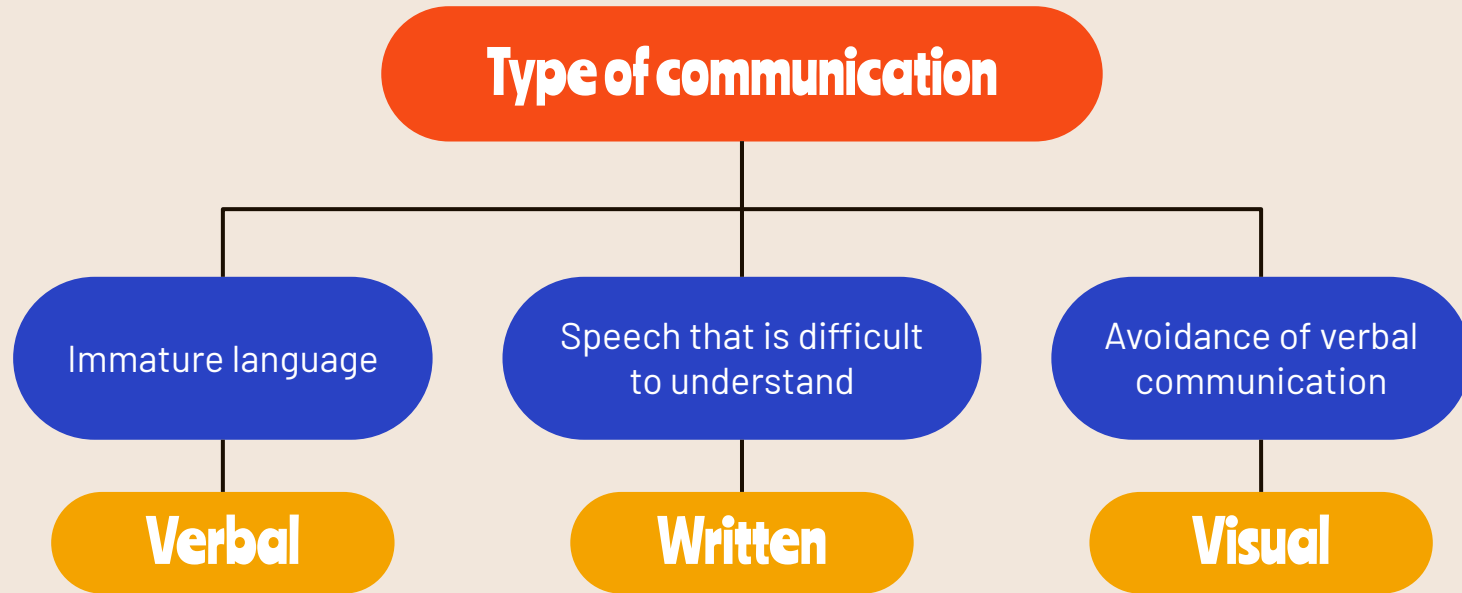 Type of communication
Immature language
Speech that is difficult
to understand
Avoidance of verbal
communication
Verbal
Written
Visual